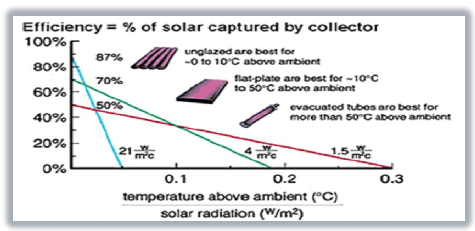 Efficiency = % of solar captured by collector
100%
80%
60%
40%
20%
0%
87%
70%
50%
unglazed are best for
~0 to 10°C above ambient
flat-plate are best for ~10°C
to 50°C above ambient
evacuated tubes are best for
more than 50°C above ambient
21 w/m²c
4 w/m²c
1.5 w/m²c
0.1 0.2 0.3
temperature above ambient (°C)
solar radiation (W/m²)